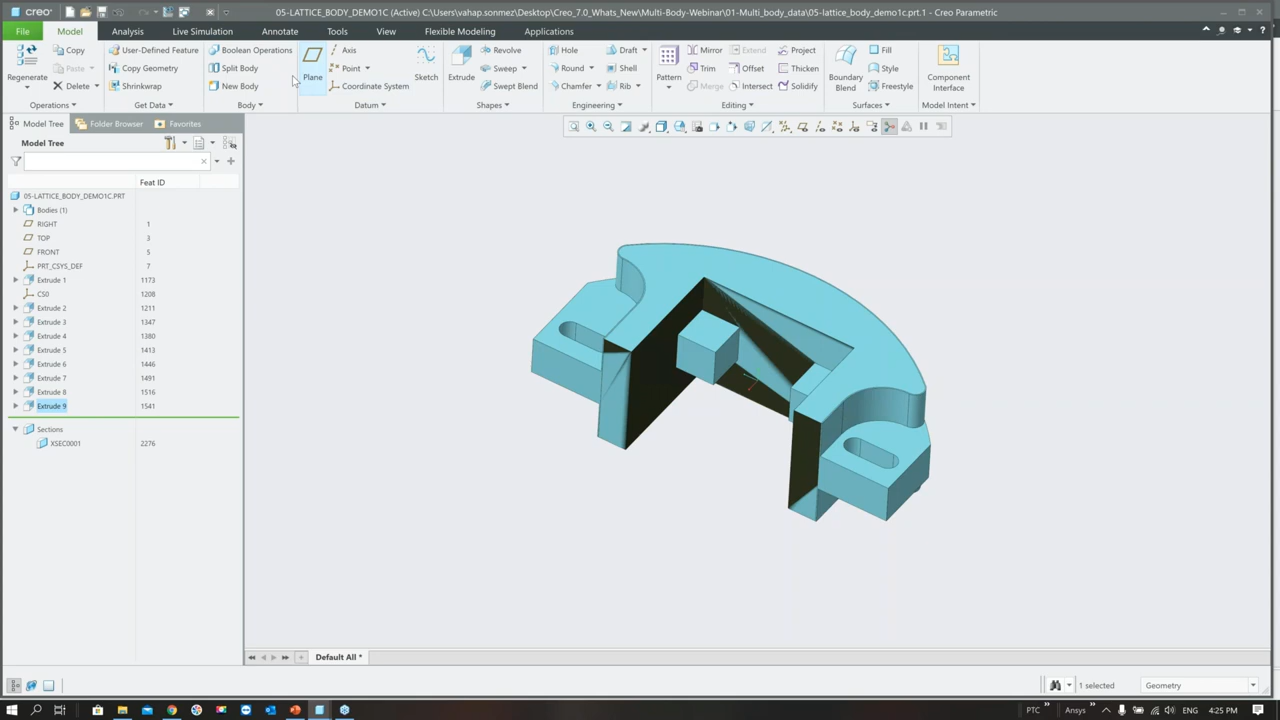 creo
05-LATTICE_BODY_DEMO1C (Active) C:\Users\vahap.sonmez\Desktop\Creo_7.0_Whats_New\Multi-Body-Webinar\01-Multi_body_data\05-lattice_body_demo1c.prt.1 - Creo Parametric
File Model Analysis Live Simulation Annotate Tools View Flexible Modeling Applications
Regenerate
Copy
Paste
Delete
Operations
User-Defined Feature
Copy Geometry
Shrinkwrap
Get Data
Boolean Operations
Split Body
New Body
Body
Plane
Axis
Point
Coordinate System
Datum
Sketch
Extrude
Revolve
Sweep
Swept Blend
Shapes
Hole
Round
Chamfer
Draft
Shell
Rib
Engineering
Pattern
Mirror
Trim
Merge
Extend
Offset
Intersect
Project
Thicken
Solidify
Editing
Boundary
Blend
Fill
Style
Freestyle
Surfaces
Component
Interface
Model Intent
Model Tree Folder Browser Favorites
Model Tree
Feat ID
05-LATTICE_BODY_DEMO1C.PRT
Bodies (1)
RIGHT 1
TOP 3
FRONT 5
PRT_CSYS_DEF 7
Extrude 1 1173
CS0 1208
Extrude 2 1211
Extrude 3 1347
Extrude 4 1380
Extrude 5 1413
Extrude 6 1446
Extrude 7 1491
Extrude 8 1516
Extrude 9 1541
Sections
XSEC0001 2276
Default All *
1 selected
Geometry
PTC
Ansys
ENG
4:25 PM